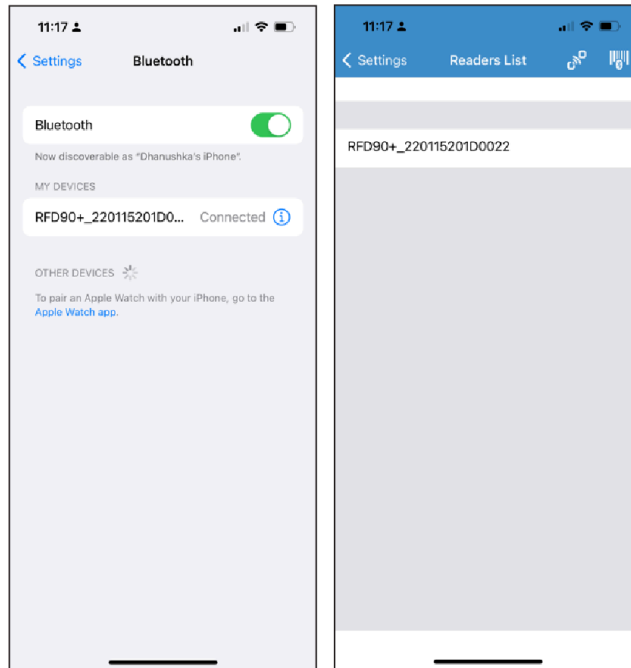 11:17
Settings
Bluetooth
Bluetooth
Now discoverable as "Dhanushka's iPhone".
MY DEVICES
RFD90+_220115201D0... Connected
OTHER DEVICES
To pair an Apple Watch with your iPhone, go to the
Apple Watch app.
11:17
Settings
Readers List
RFD90+_220115201D0022